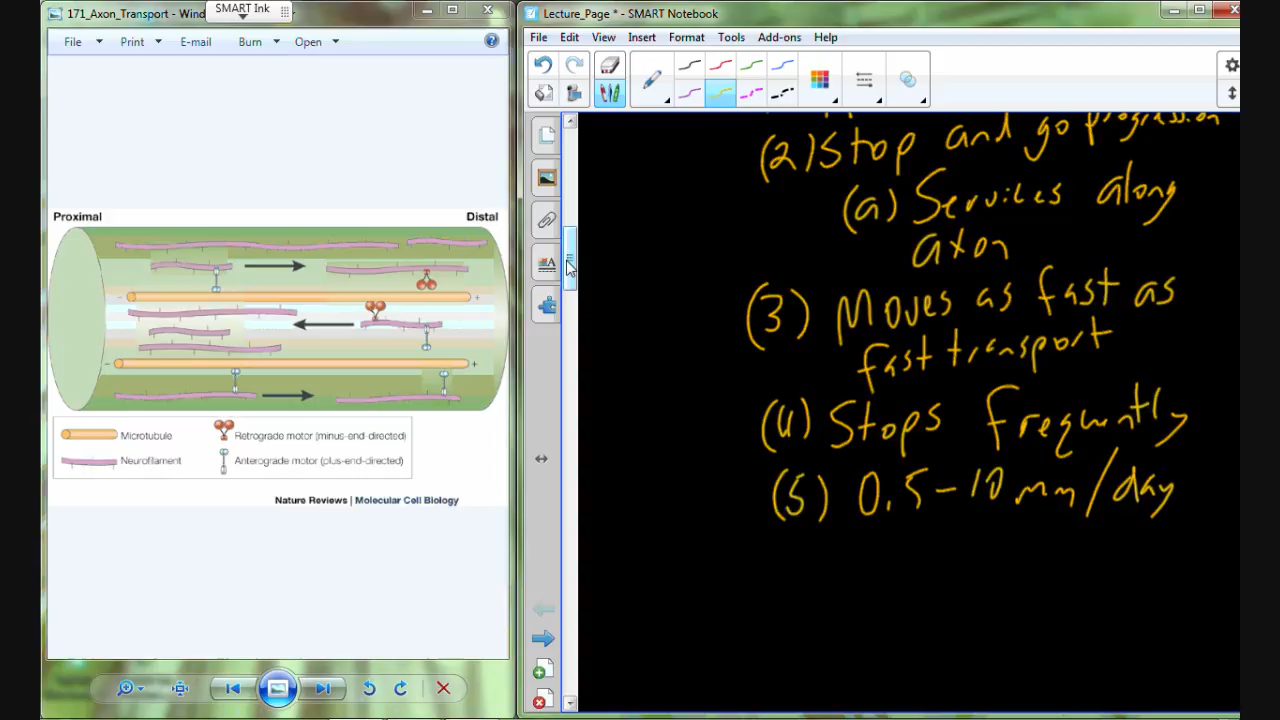 171_Axon_Transport - Wind
SMART Ink
File Print E-mail Burn Open
Proximal Distal
− +
− +
Microtubule Retrograde motor (minus-end-directed)
Neurofilament Anterograde motor (plus-end-directed)
Nature Reviews | Molecular Cell Biology
Lecture_Page * - SMART Notebook
File Edit View Insert Format Tools Add-ons Help
(2) Stop and go progression
(a) Services along
axon
(3) Moves as fast as
fast transport
(4) Stops frequently
(5) 0.5-10 mm/day